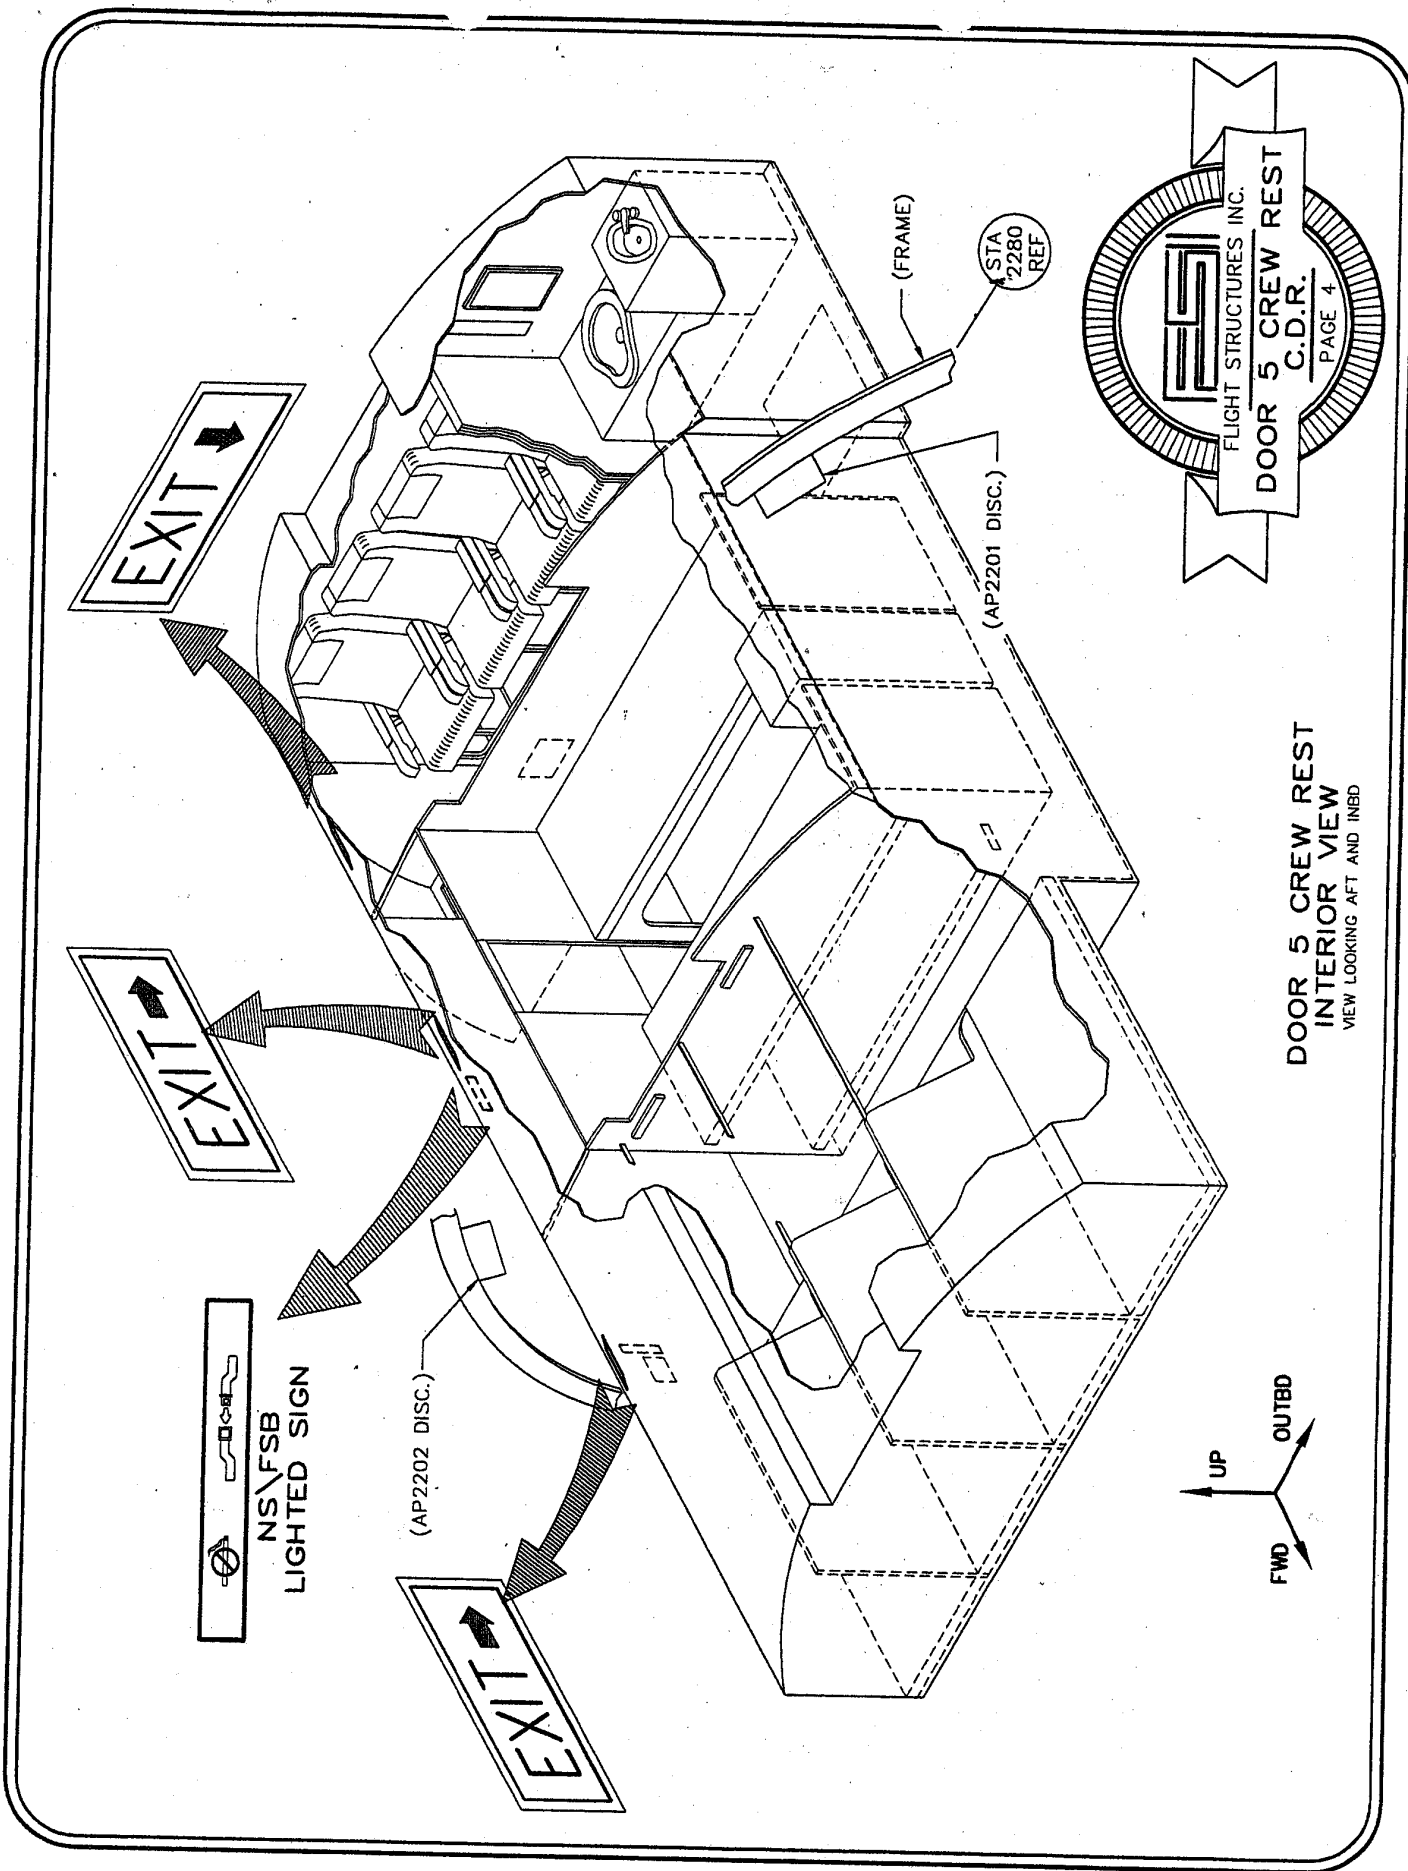 EXIT
EXIT
EXIT
NS\FSB
LIGHTED SIGN
(AP2202 DISC.)
(FRAME)
STA
2280
REF
(AP2201 DISC.)
UP
FWD
OUTBD
DOOR 5 CREW REST
INTERIOR VIEW
VIEW LOOKING AFT AND INBD
FSI
FLIGHT STRUCTURES INC.
DOOR 5 CREW REST
C.D.R.
PAGE 4